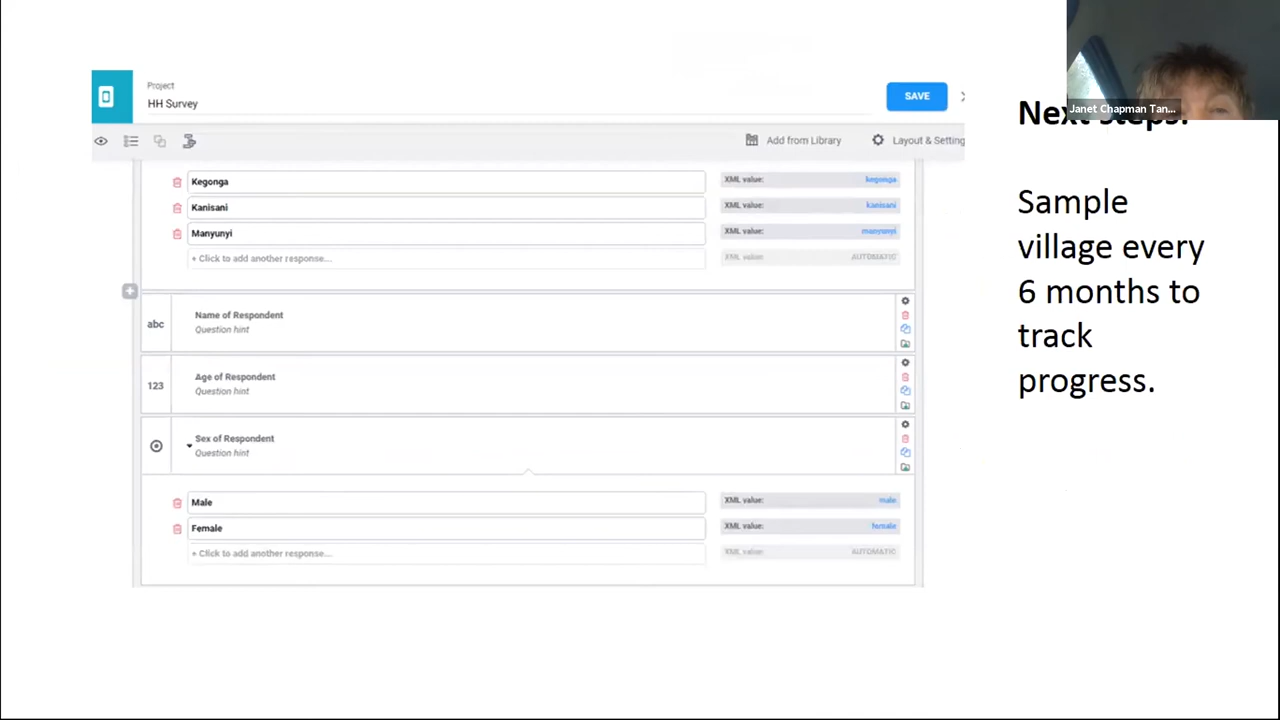 Project
HH Survey
SAVE
Add from Library
Layout & Setting
Kegonga
XML value: kegonga
Kanisani
XML value: kanisani
Manyunyi
XML value: manyunyi
+ Click to add another response...
XML value: AUTOMATIC
abc
Name of Respondent
Question hint
123
Age of Respondent
Question hint
Sex of Respondent
Question hint
Male
XML value: male
Female
XML value: female
+ Click to add another response...
XML value: AUTOMATIC
Janet Chapman Tan...
Next steps:
Sample
village every
6 months to
track
progress.